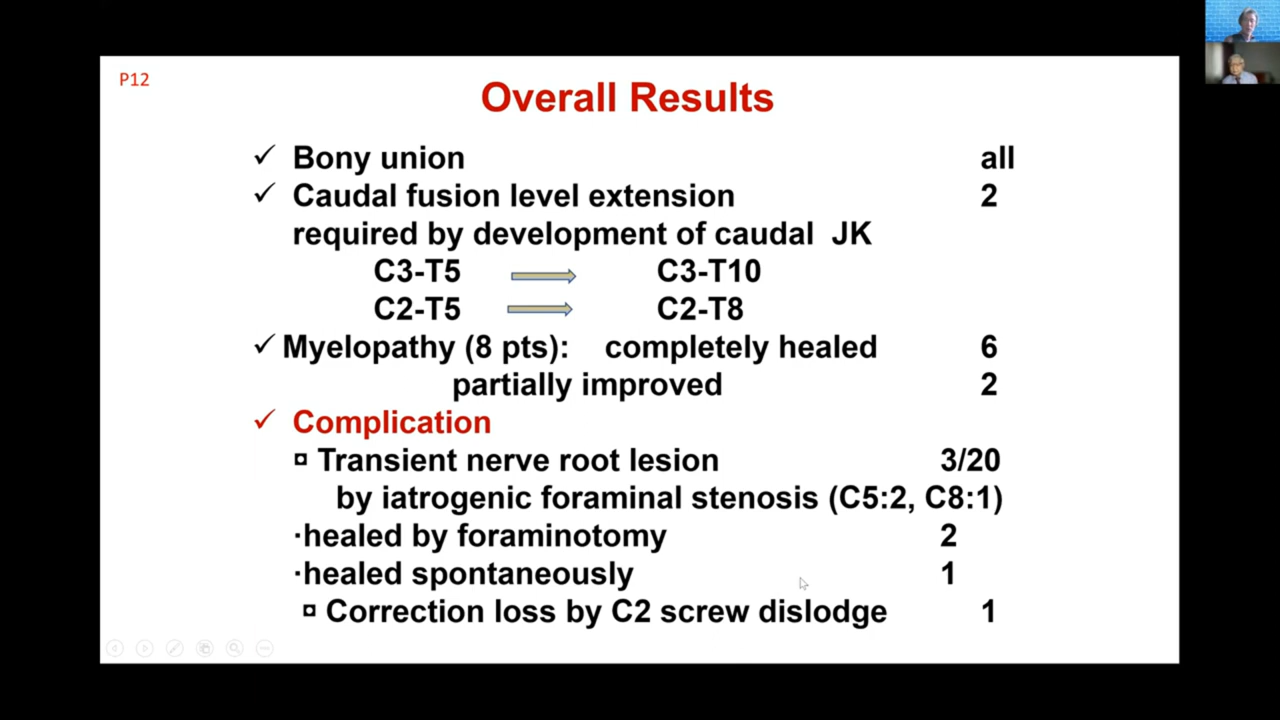 P12
Overall Results
✓ Bony union all
✓ Caudal fusion level extension 2
required by development of caudal JK
C3-T5 C3-T10
C2-T5 C2-T8
✓ Myelopathy (8 pts): completely healed 6
partially improved 2
✓ Complication
¤ Transient nerve root lesion 3/20
by iatrogenic foraminal stenosis (C5:2, C8:1)
·healed by foraminotomy 2
·healed spontaneously 1
¤ Correction loss by C2 screw dislodge 1